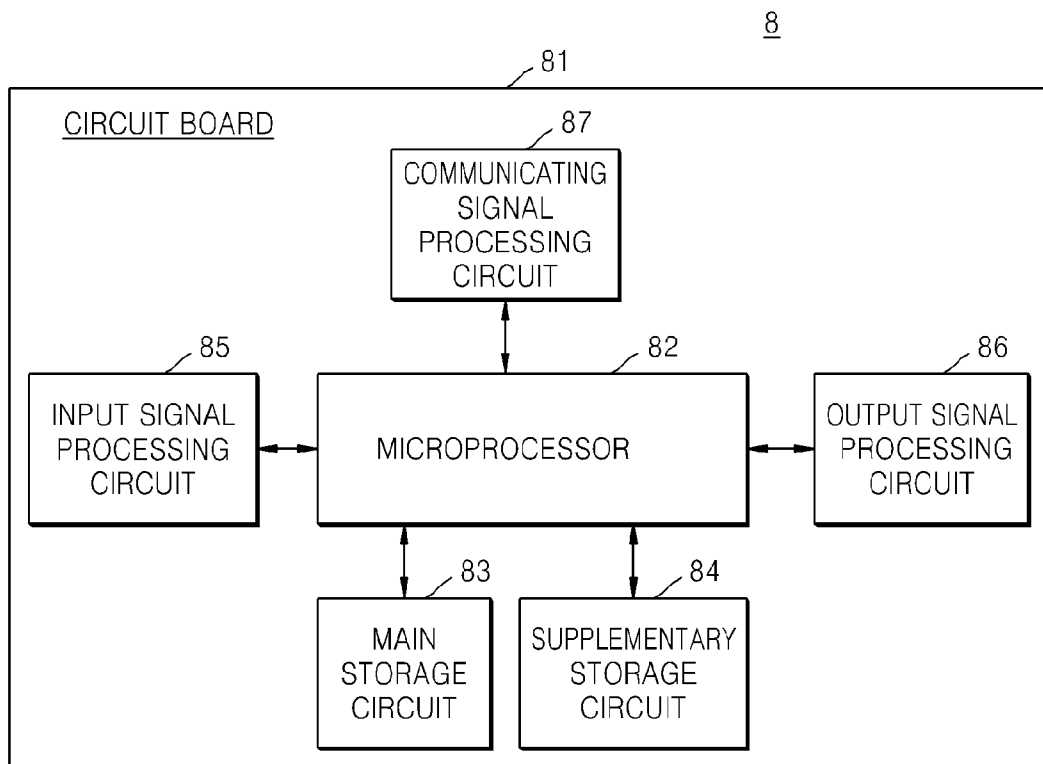 8
81
CIRCUIT BOARD
87
COMMUNICATING
SIGNAL
PROCESSING
CIRCUIT
85
INPUT SIGNAL
PROCESSING
CIRCUIT
82
MICROPROCESSOR
86
OUTPUT SIGNAL
PROCESSING
CIRCUIT
83
MAIN
STORAGE
CIRCUIT
84
SUPPLEMENTARY
STORAGE
CIRCUIT